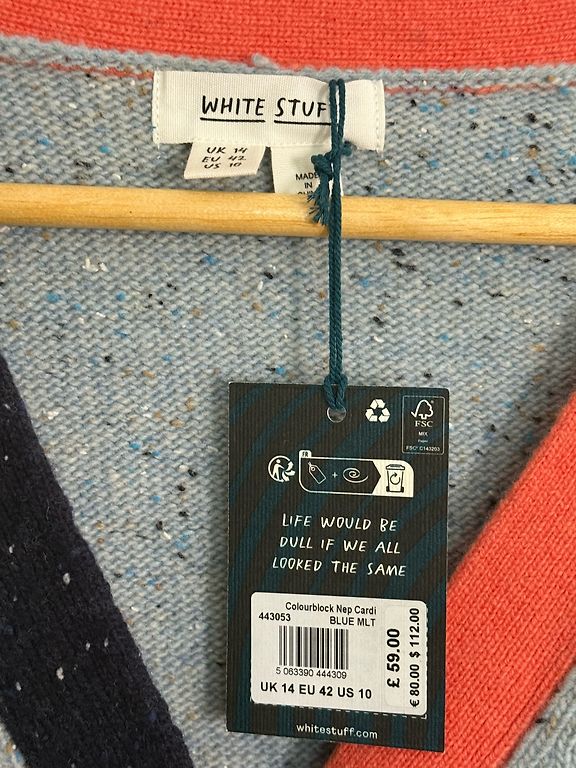 WHITE STUFF
UK 14
EU 42
US 10
MADE
IN
FSC
MIX
Paper
FSC® C143203
FR
+
LIFE WOULD BE
DULL IF WE ALL
LOOKED THE SAME
Colourblock Nep Cardi
443053 BLUE MLT
5 063390 444309
UK 14 EU 42 US 10
£ 59.00
€ 80.00 $ 112.00
whitestuff.com